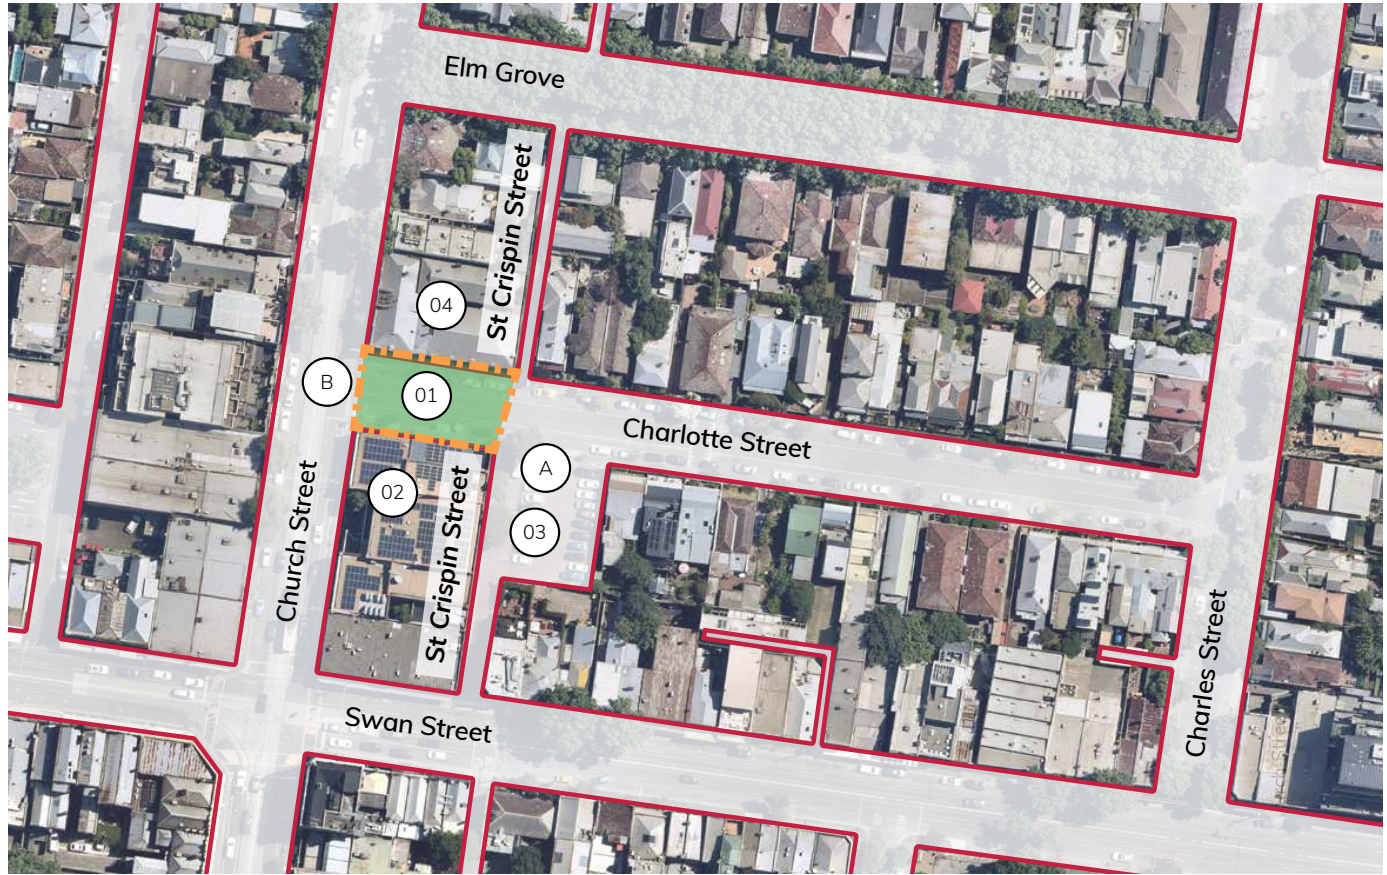 Elm Grove
St Crispin Street
04
B
01
Charlotte Street
A
02
03
Church Street
St Crispin Street
Charles Street
Swan Street